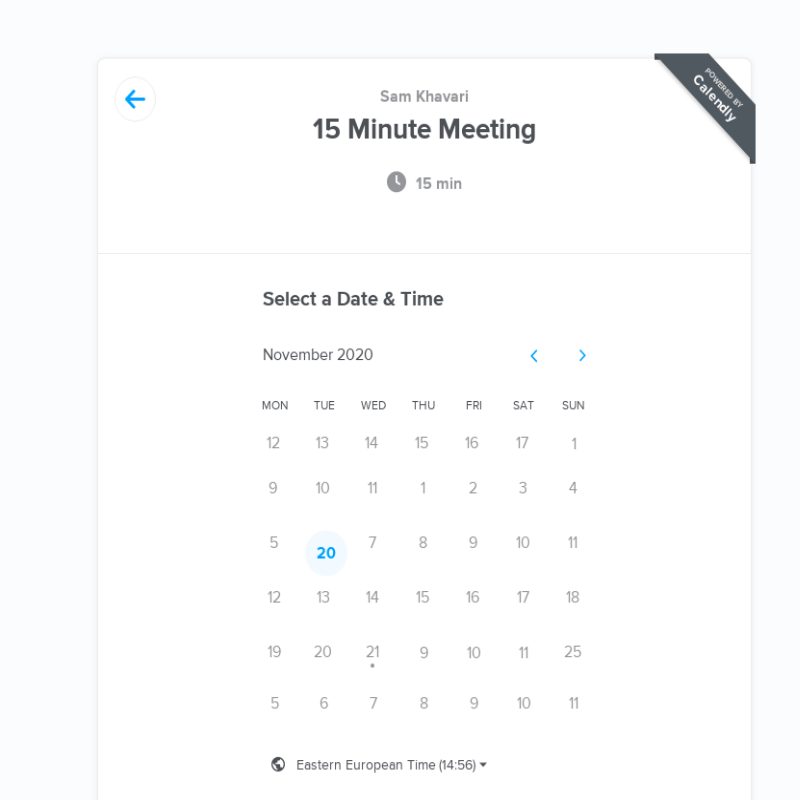 POWERED BY
Calendly
Sam Khavari
15 Minute Meeting
15 min
Select a Date & Time
November 2020
MON TUE WED THU FRI SAT SUN
12 13 14 15 16 17 1
9 10 11 1 2 3 4
5 20 7 8 9 10 11
12 13 14 15 16 17 18
19 20 21 9 10 11 25
5 6 7 8 9 10 11
Eastern European Time (14:56)